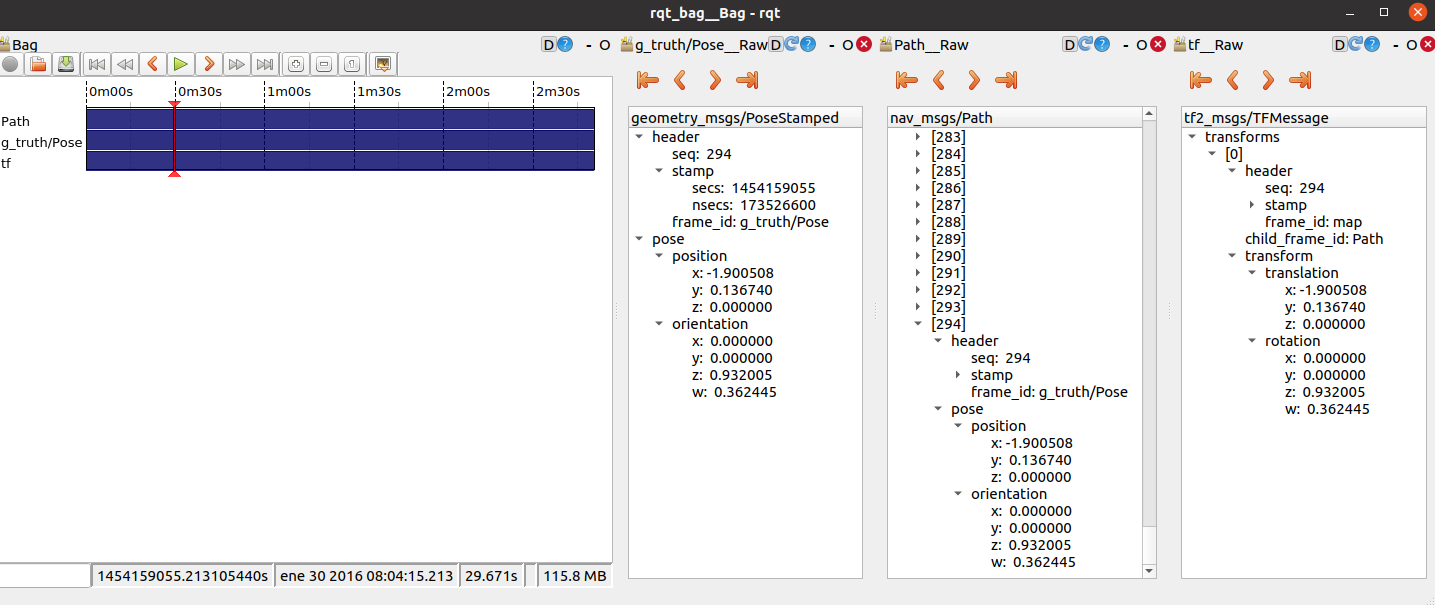 rqt_bag__Bag - rqt
Bag
D
- O
g_truth/Pose__Raw
D
- O
Path__Raw
D
- O
tf__Raw
D
- O
0m00s 0m30s 1m00s 1m30s 2m00s 2m30s
Path
g_truth/Pose
tf
1454159055.213105440s
ene 30 2016 08:04:15.213
29.671s
115.8 MB
geometry_msgs/PoseStamped
header
seq: 294
stamp
secs: 1454159055
nsecs: 173526600
frame_id: g_truth/Pose
pose
position
x: -1.900508
y: 0.136740
z: 0.000000
orientation
x: 0.000000
y: 0.000000
z: 0.932005
w: 0.362445
nav_msgs/Path
[283]
[284]
[285]
[286]
[287]
[288]
[289]
[290]
[291]
[292]
[293]
[294]
header
seq: 294
stamp
frame_id: g_truth/Pose
pose
position
x: -1.900508
y: 0.136740
z: 0.000000
orientation
x: 0.000000
y: 0.000000
z: 0.932005
w: 0.362445
tf2_msgs/TFMessage
transforms
[0]
header
seq: 294
stamp
frame_id: map
child_frame_id: Path
transform
translation
x: -1.900508
y: 0.136740
z: 0.000000
rotation
x: 0.000000
y: 0.000000
z: 0.932005
w: 0.362445